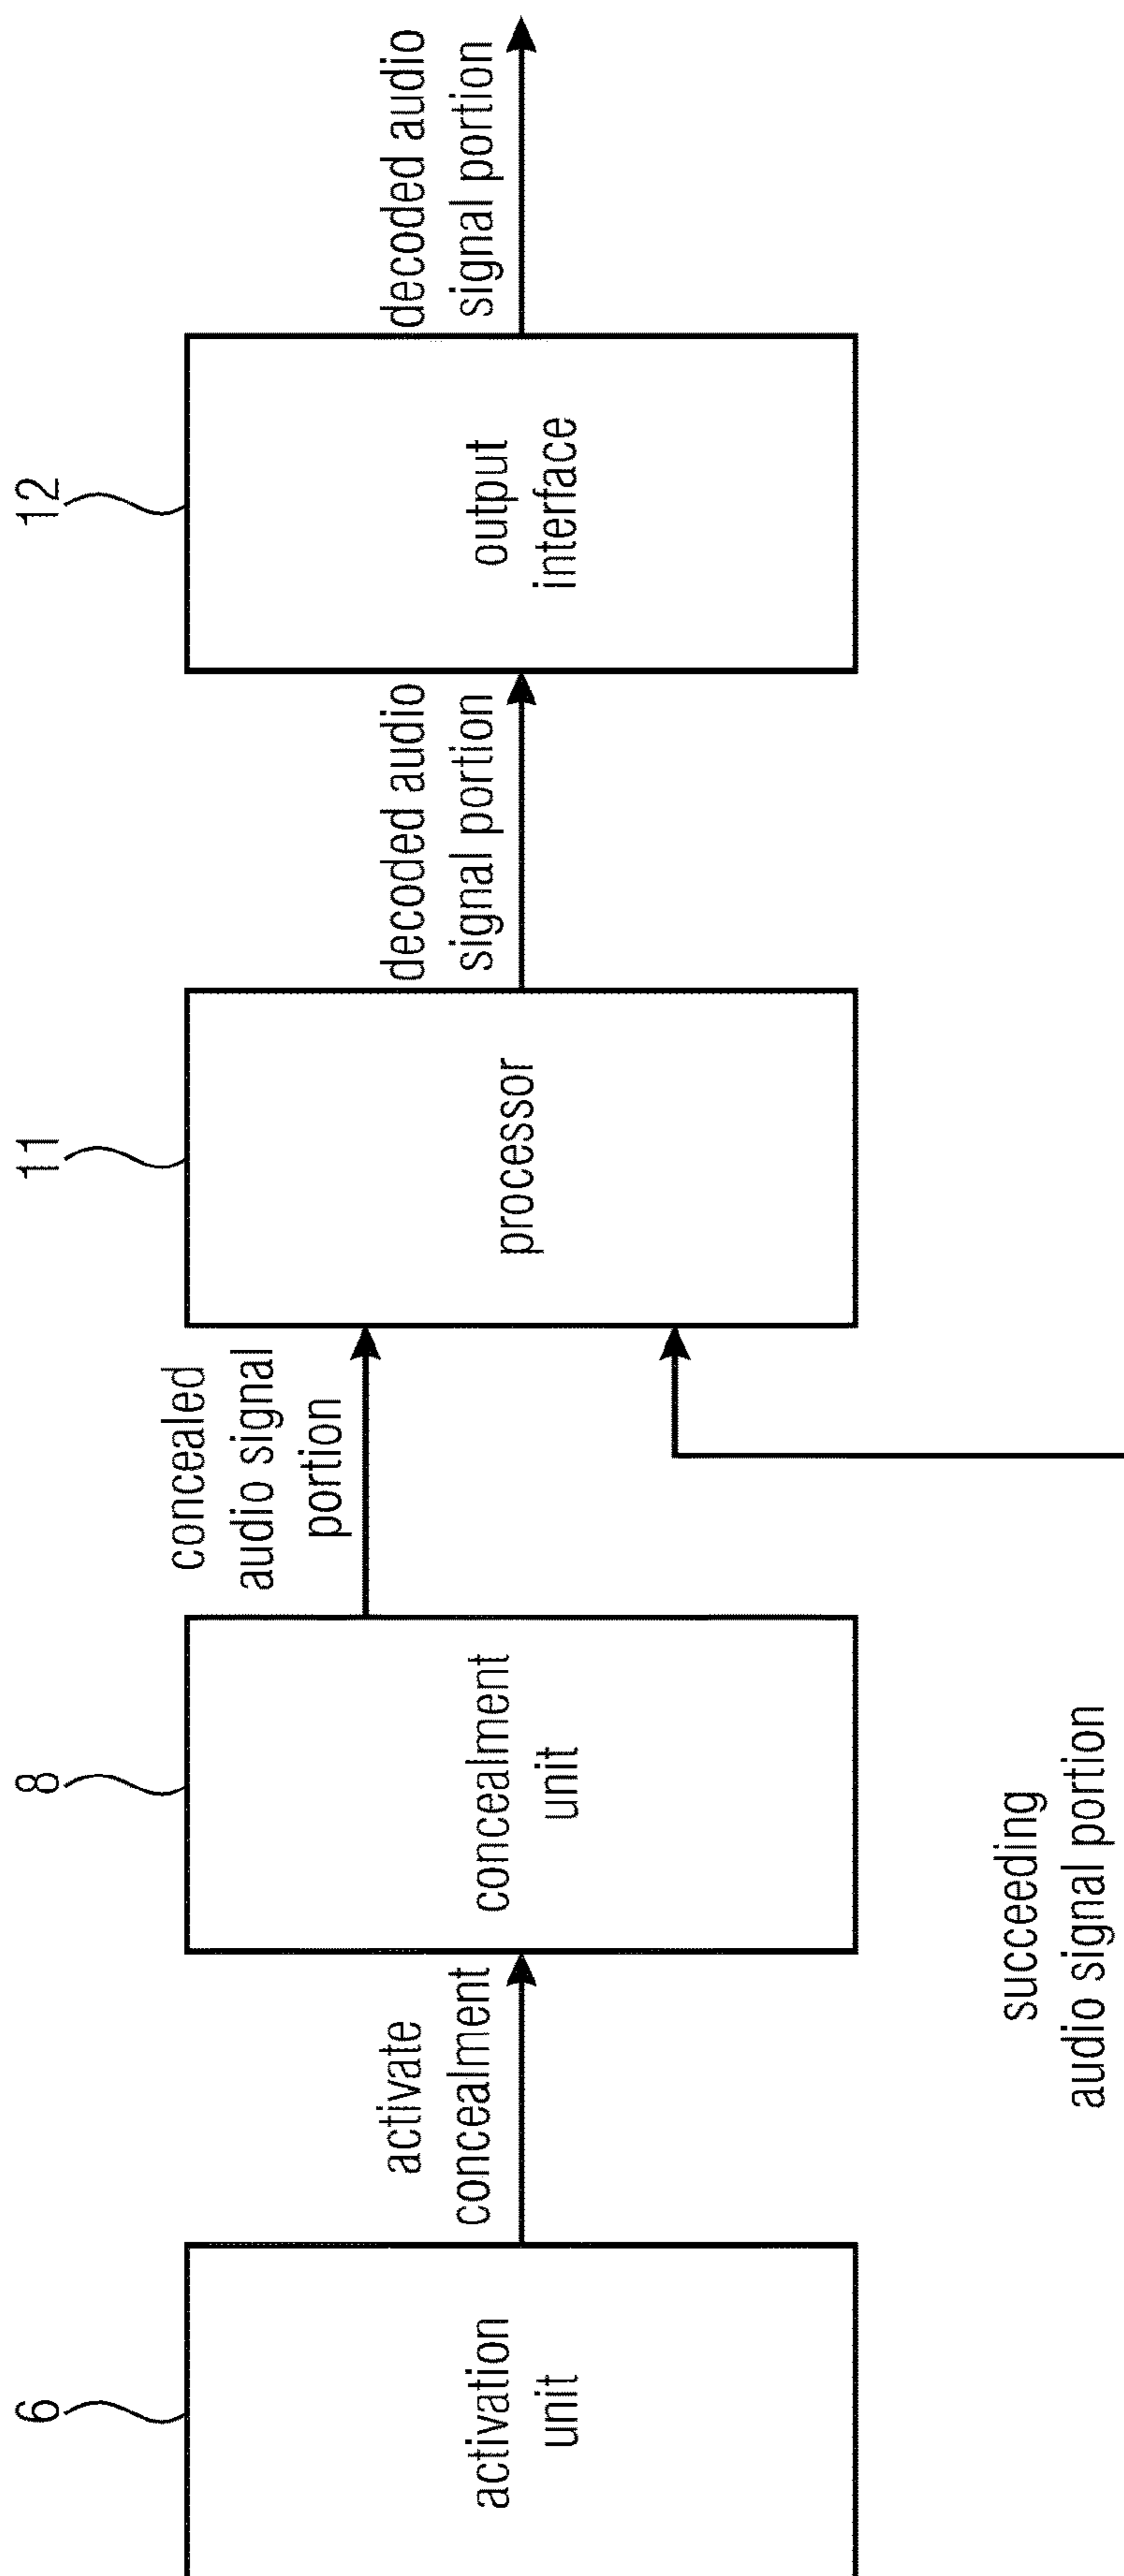 6
activation
unit
activate
concealment
8
concealment
unit
concealed
audio signal
portion
succeeding
audio signal portion
11
processor
decoded audio
signal portion
12
output
interface
decoded audio
signal portion